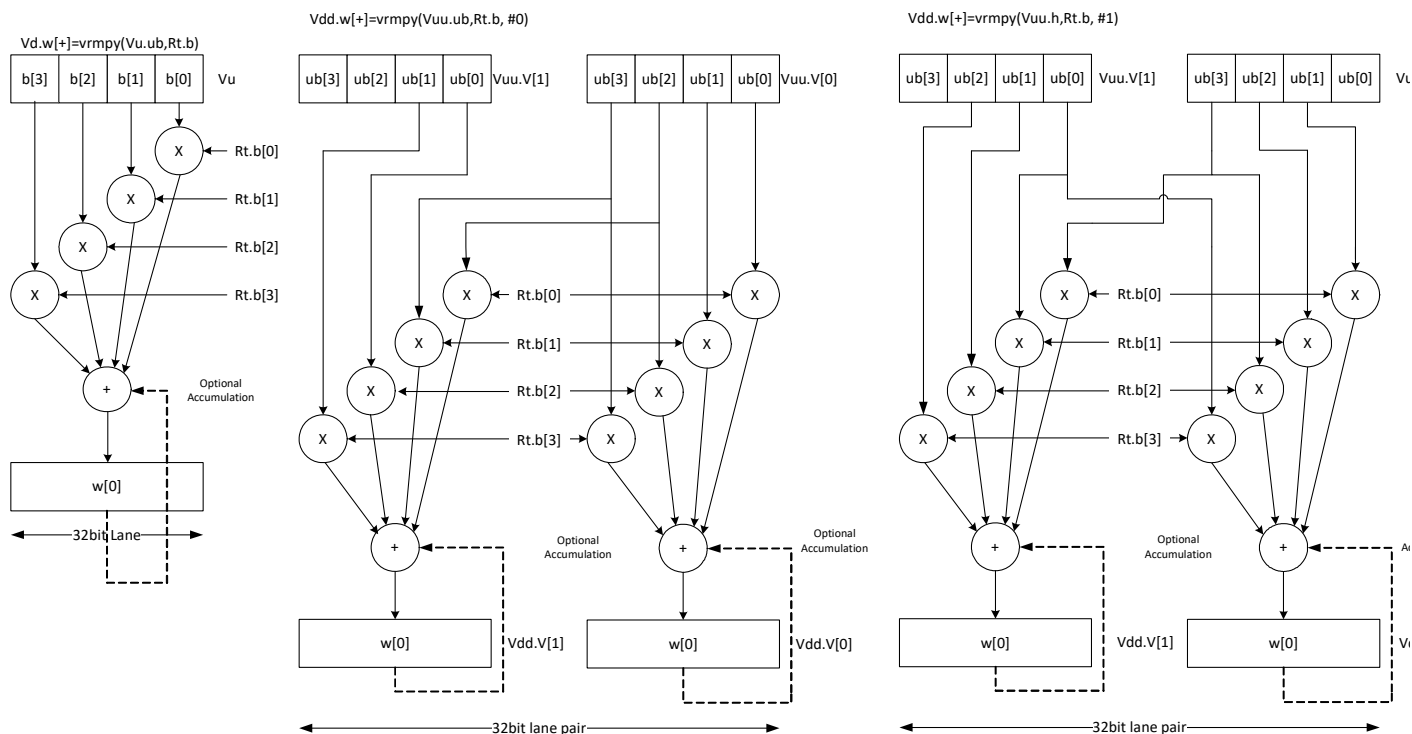 Vdd.w[+]=vrmpy(Vuu.ub,Rt.b, #0)
Vdd.w[+]=vrmpy(Vuu.h,Rt.b, #1)
Vd.w[+]=vrmpy(Vu.ub,Rt.b)
b[3] b[2] b[1] b[0] Vu
ub[3] ub[2] ub[1] ub[0] Vuu.V[1]
ub[3] ub[2] ub[1] ub[0] Vuu.V[0]
ub[3] ub[2] ub[1] ub[0] Vuu.V[1]
ub[3] ub[2] ub[1] ub[0]
X Rt.b[0]
X Rt.b[1]
X Rt.b[2]
X Rt.b[3]
+
Optional
Accumulation
w[0]
32bit Lane
X Rt.b[0] X
X Rt.b[1] X
X Rt.b[2] X
X Rt.b[3] X
+
Optional
Accumulation
+
Optional
Accumulation
w[0] Vdd.V[1]
w[0] Vdd.V[0]
32bit lane pair
X Rt.b[0] X
X Rt.b[1] X
X Rt.b[2] X
X Rt.b[3] X
+
Optional
Accumulation
+
w[0] Vdd.V[1]
w[0]
32bit lane pair